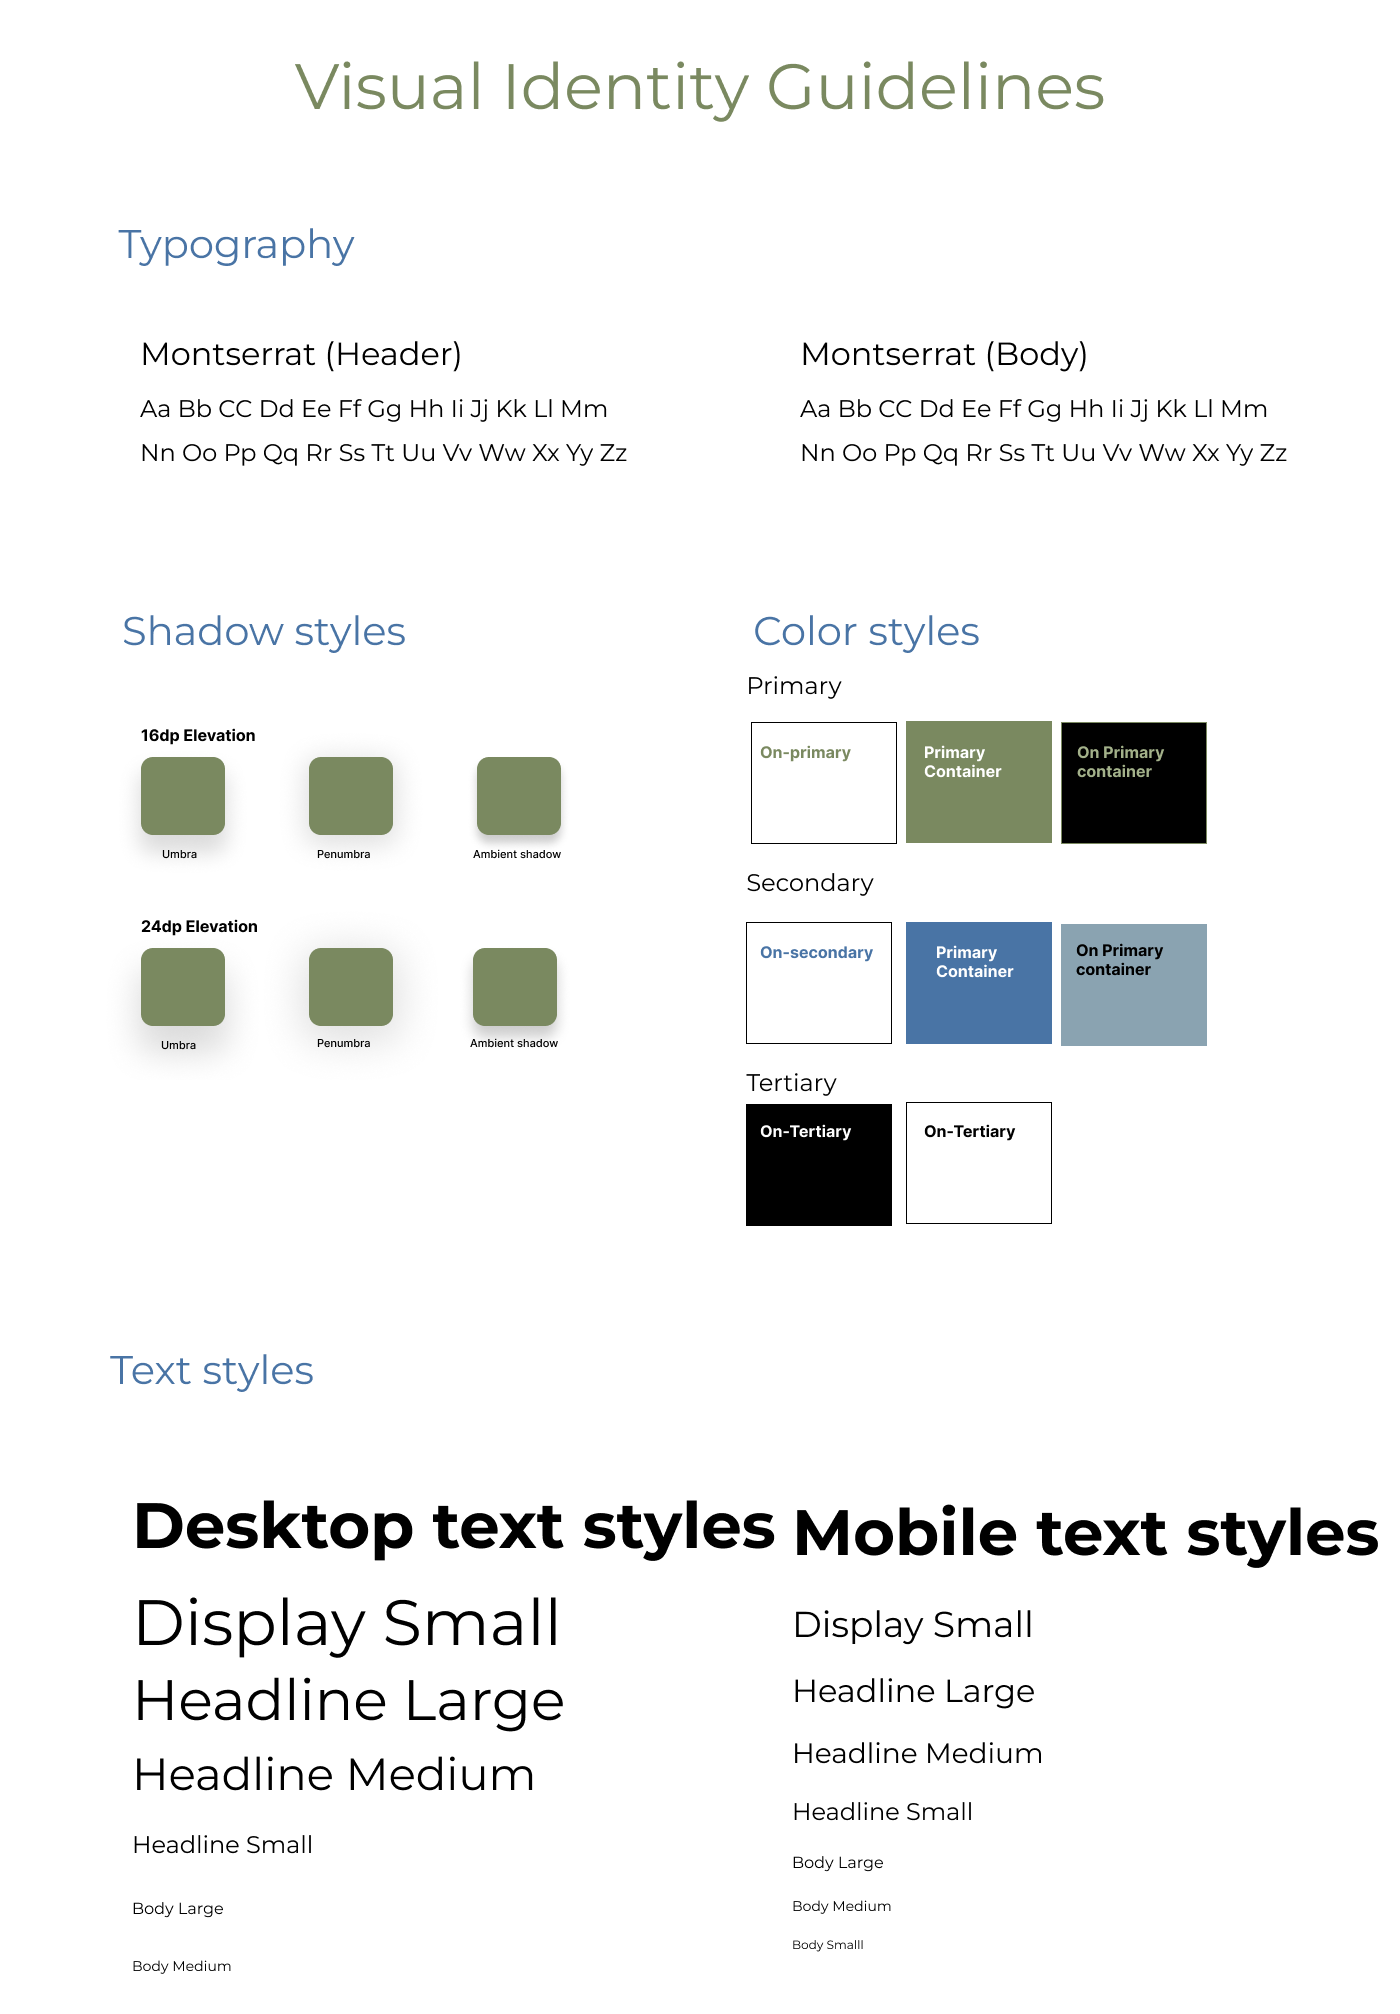 Visual Identity Guidelines
Typography
Montserrat (Header)
Aa Bb CC Dd Ee Ff Gg Hh Ii Jj Kk Ll Mm
Nn Oo Pp Qq Rr Ss Tt Uu Vv Ww Xx Yy Zz
Montserrat (Body)
Aa Bb CC Dd Ee Ff Gg Hh Ii Jj Kk Ll Mm
Nn Oo Pp Qq Rr Ss Tt Uu Vv Ww Xx Yy Zz
Shadow styles
16dp Elevation
Umbra
Penumbra
Ambient shadow
24dp Elevation
Umbra
Penumbra
Ambient shadow
Color styles
Primary
On-primary
Primary
Container
On Primary
container
Secondary
On-secondary
Primary
Container
On Primary
container
Tertiary
On-Tertiary
On-Tertiary
Text styles
Desktop text styles
Display Small
Headline Large
Headline Medium
Headline Small
Body Large
Body Medium
Mobile text styles
Display Small
Headline Large
Headline Medium
Headline Small
Body Large
Body Medium
Body Smalll